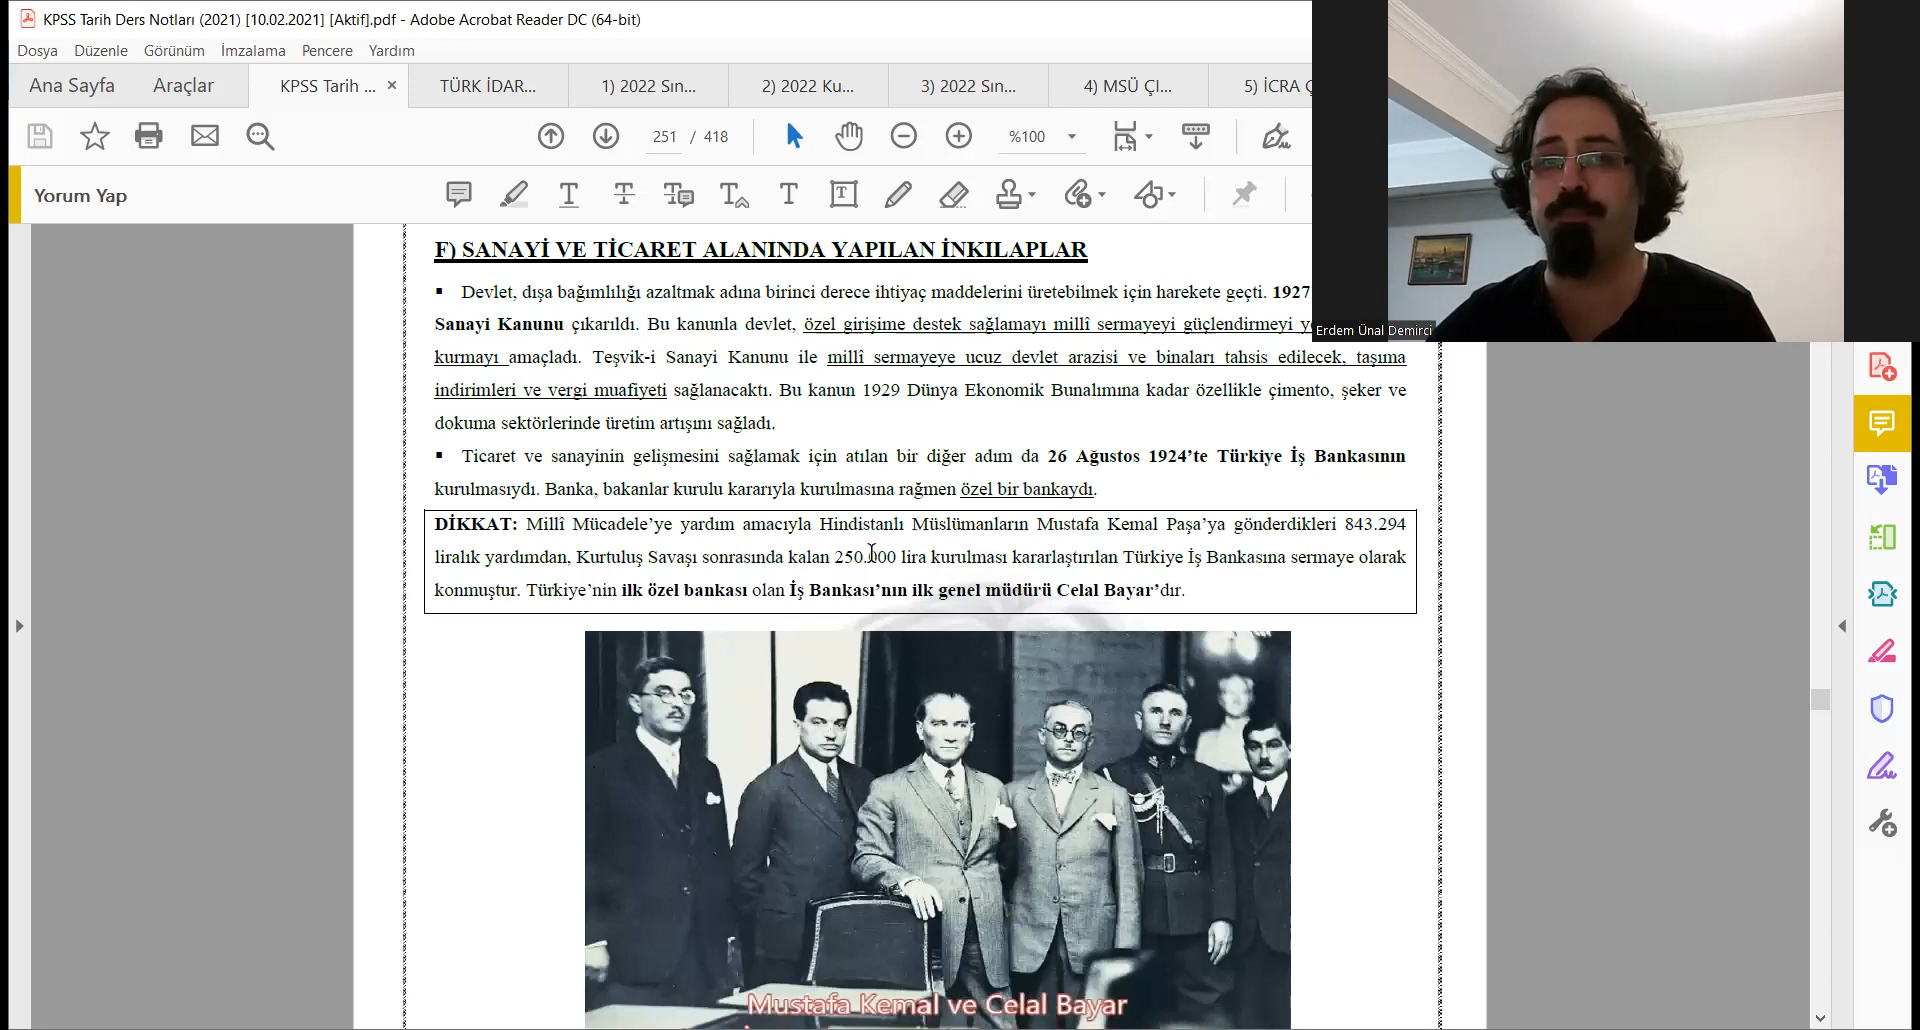 KPSS Tarih Ders Notları (2021) [10.02.2021] [Aktif].pdf - Adobe Acrobat Reader DC (64-bit)
Dosya Düzenle Görünüm İmzalama Pencere Yardım
Ana Sayfa Araçlar KPSS Tarih ... × TÜRK İDAR... 1) 2022 Sın... 2) 2022 Ku... 3) 2022 Sın... 4) MSÜ ÇI... 5) İCRA Ç
251 / 418 %100
Yorum Yap
Erdem Ünal Demirci
F) SANAYİ VE TİCARET ALANINDA YAPILAN İNKILAPLAR
▪ Devlet, dışa bağımlılığı azaltmak adına birinci derece ihtiyaç maddelerini üretebilmek için harekete geçti. 1927
Sanayi Kanunu çıkarıldı. Bu kanunla devlet, özel girişime destek sağlamayı millî sermayeyi güçlendirmeyi
kurmayı amaçladı. Teşvik-i Sanayi Kanunu ile millî sermayeye ucuz devlet arazisi ve binaları tahsis edilecek, taşıma
indirimleri ve vergi muafiyeti sağlanacaktı. Bu kanun 1929 Dünya Ekonomik Bunalımına kadar özellikle çimento, şeker ve
dokuma sektörlerinde üretim artışını sağladı.
▪ Ticaret ve sanayinin gelişmesini sağlamak için atılan bir diğer adım da 26 Ağustos 1924’te Türkiye İş Bankasının
kurulmasıydı. Banka, bakanlar kurulu kararıyla kurulmasına rağmen özel bir bankaydı.
DİKKAT: Millî Mücadele’ye yardım amacıyla Hindistanlı Müslümanların Mustafa Kemal Paşa’ya gönderdikleri 843.294
liralık yardımdan, Kurtuluş Savaşı sonrasında kalan 250.000 lira kurulması kararlaştırılan Türkiye İş Bankasına sermaye olarak
konmuştur. Türkiye’nin ilk özel bankası olan İş Bankası’nın ilk genel müdürü Celal Bayar’dır.
Mustafa Kemal ve Celal Bayar